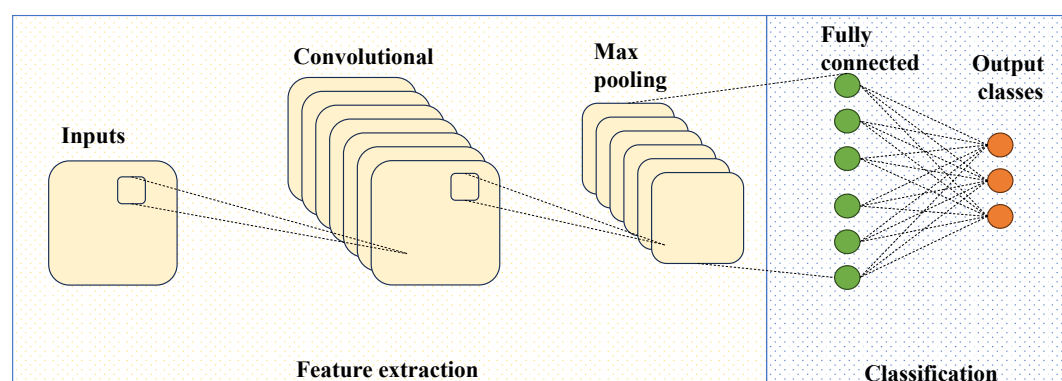 Inputs
Convolutional
Max
pooling
Fully
connected
Output
classes
Feature extraction
Classification